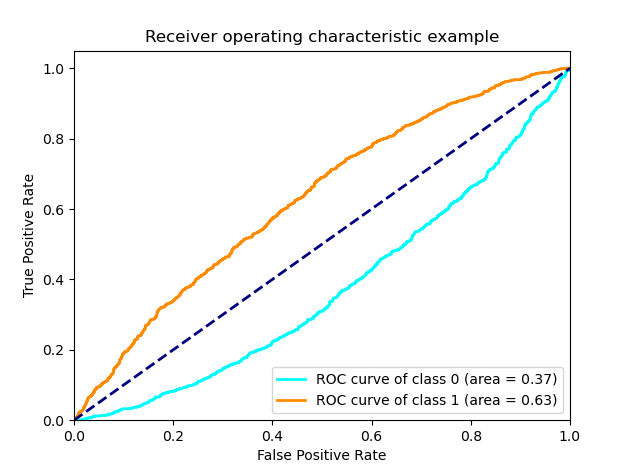 Receiver operating characteristic example
True Positive Rate
1.0
0.8
0.6
0.4
0.2
0.0
ROC curve of class 0 (area = 0.37)
ROC curve of class 1 (area = 0.63)
0.0 0.2 0.4 0.6 0.8 1.0
False Positive Rate